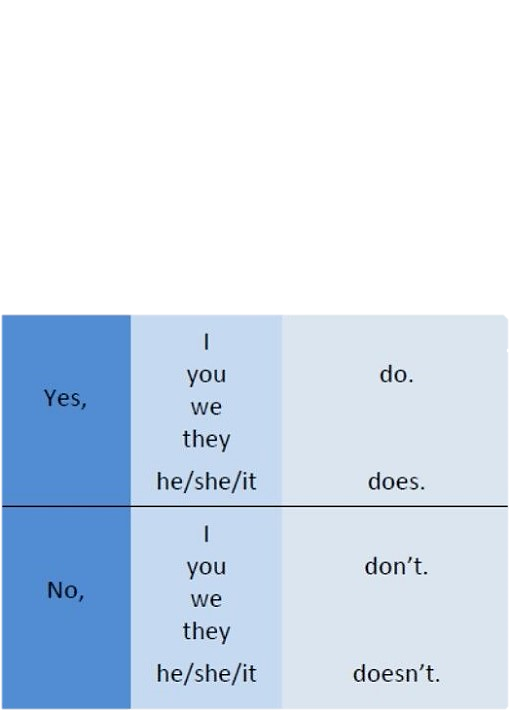 I
you do.
Yes,
we
they
he/she/it does.
I
you don’t.
No,
we
they
he/she/it doesn’t.